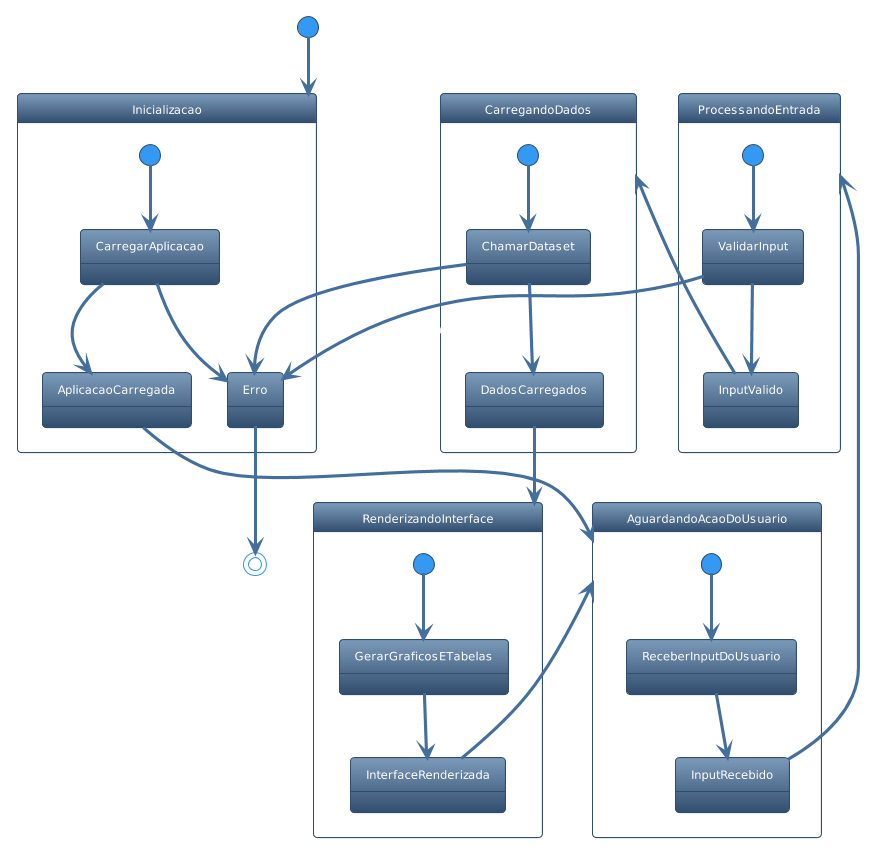 Inicializacao
CarregandoDados
ProcessandoEntrada
CarregarAplicacao
ChamarDataset
ValidarInput
AplicacaoCarregada
Erro
DadosCarregados
InputValido
RenderizandoInterface
AguardandoAcaoDoUsuario
GerarGraficosETabelas
ReceberInputDoUsuario
InterfaceRenderizada
InputRecebido